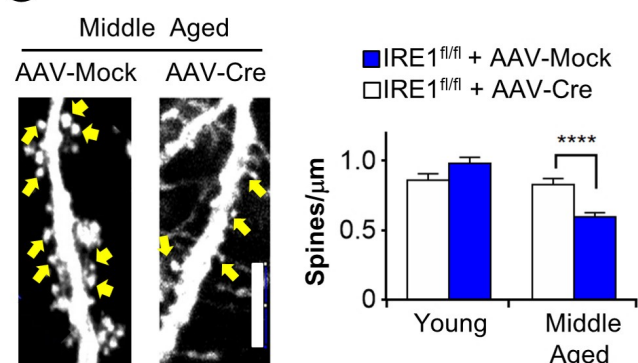 Middle Aged
AAV-Mock AAV-Cre
IRE1fl/fl + AAV-Mock
IRE1fl/fl + AAV-Cre
Spines/μm
1.0
0.5
0
****
Young
Middle
Aged